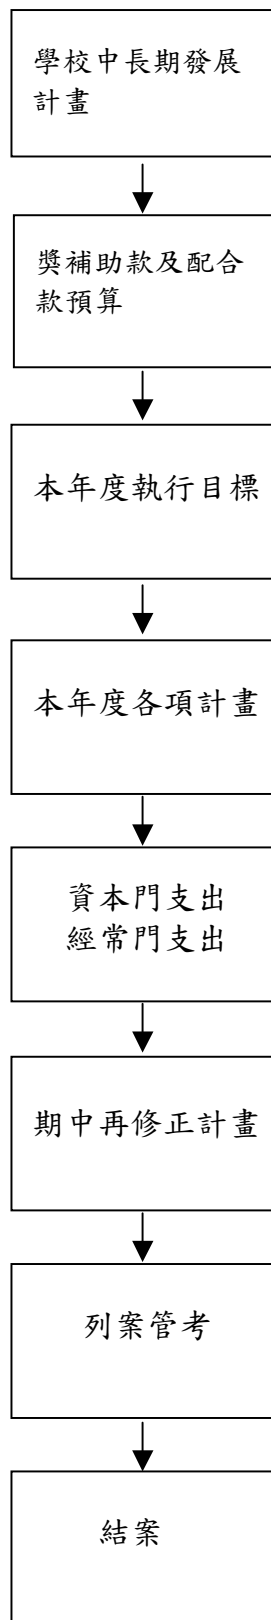 學校中長期發展
計畫
獎補助款及配合
款預算
本年度執行目標
本年度各項計畫
資本門支出
經常門支出
期中再修正計畫
列案管考
結案